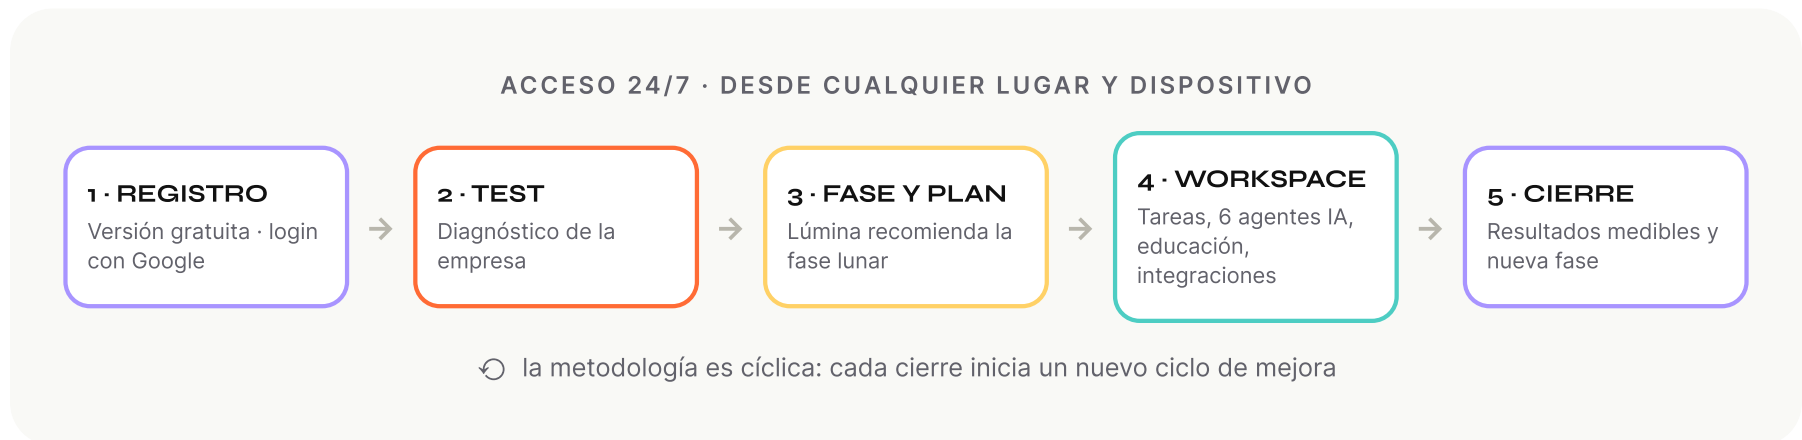 ACCESO 24/7 · DESDE CUALQUIER LUGAR Y DISPOSITIVO
1 · REGISTRO
Versión gratuita · login
con Google
2 · TEST
Diagnóstico de la
empresa
3 · FASE Y PLAN
Lúmina recomienda la
fase lunar
4 · WORKSPACE
Tareas, 6 agentes IA,
educación,
integraciones
5 · CIERRE
Resultados medibles y
nueva fase
la metodología es cíclica: cada cierre inicia un nuevo ciclo de mejora